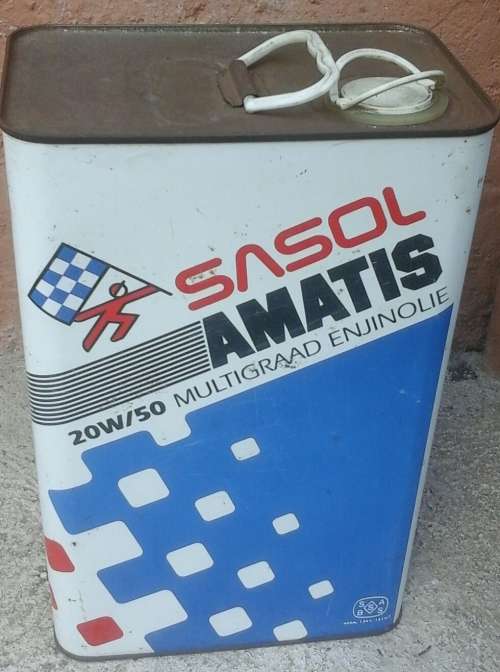 SASOL
AMATIS
20W/50 MULTIGRAAD ENJINOLIE
S A
B S